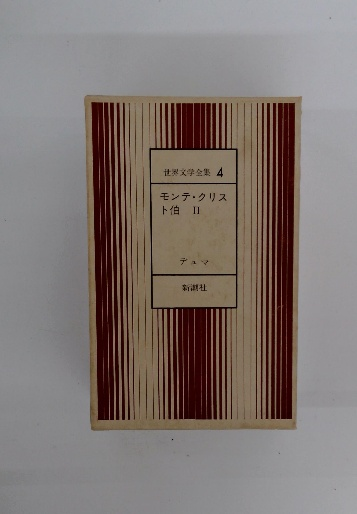 世界文学全集 4
モンテ・クリス
ト伯 II
デュマ
新潮社